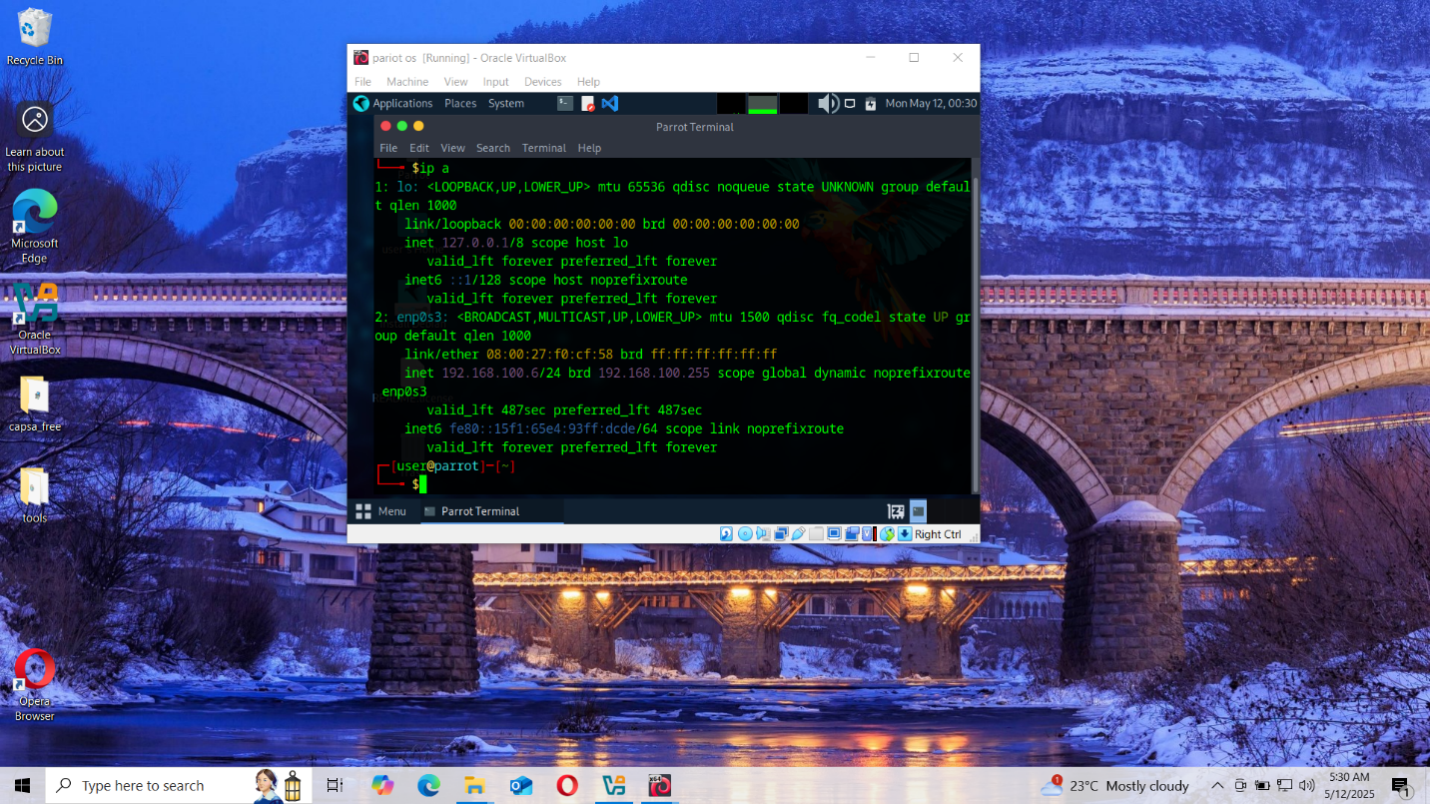 Recycle Bin
Learn about
this picture
Microsoft
Edge
Oracle
VirtualBox
capsa_free
tools
Opera
Browser
pariot os [Running] - Oracle VirtualBox
File Machine View Input Devices Help
Applications Places System
Mon May 12, 00:30
Parrot Terminal
File Edit View Search Terminal Help
$ip a
1: lo: <LOOPBACK,UP,LOWER_UP> mtu 65536 qdisc noqueue state UNKNOWN group defaul
t qlen 1000
link/loopback 00:00:00:00:00:00 brd 00:00:00:00:00:00
inet 127.0.0.1/8 scope host lo
valid_lft forever preferred_lft forever
inet6 ::1/128 scope host noprefixroute
valid_lft forever preferred_lft forever
2: enp0s3: <BROADCAST,MULTICAST,UP,LOWER_UP> mtu 1500 qdisc fq_codel state UP gr
oup default qlen 1000
link/ether 08:00:27:f0:cf:58 brd ff:ff:ff:ff:ff:ff
inet 192.168.100.6/24 brd 192.168.100.255 scope global dynamic noprefixroute
enp0s3
valid_lft 487sec preferred_lft 487sec
inet6 fe80::15f1:65e4:93ff:dcde/64 scope link noprefixroute
valid_lft forever preferred_lft forever
[user@parrot]-[~]
$
Menu Parrot Terminal
Right Ctrl
Type here to search
x64
1
23°C Mostly cloudy
5:30 AM
5/12/2025
1